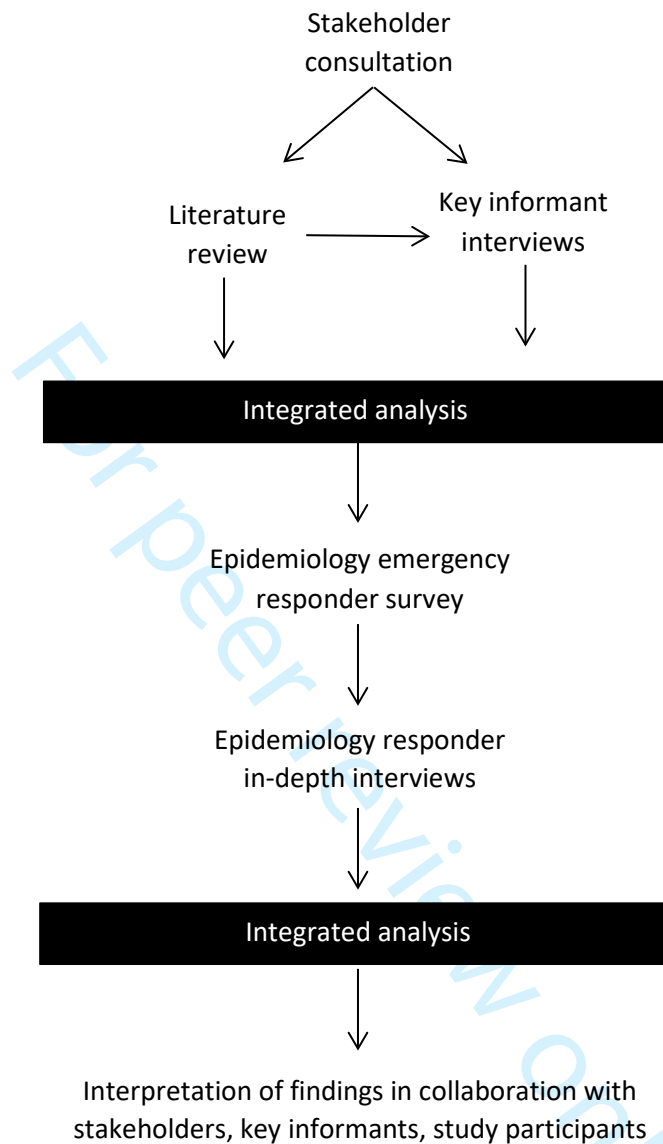 Stakeholder
consultation
Literature
review
Key informant
interviews
Integrated analysis
Epidemiology emergency
responder survey
Epidemiology responder
in-depth interviews
Integrated analysis
Interpretation of findings in collaboration with
stakeholders, key informants, study participants
For peer review on